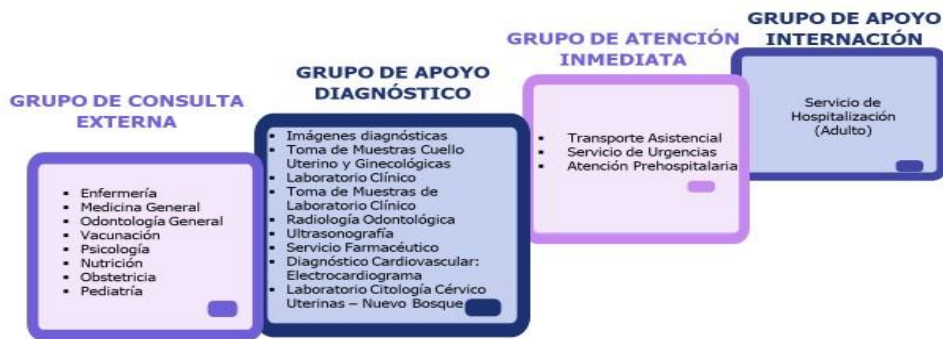 GRUPO DE CONSULTA
EXTERNA
Enfermería
Medicina General
Odontología General
Vacunación
Psicología
Nutrición
Obstetricia
Pediatría
GRUPO DE APOYO
DIAGNÓSTICO
Imágenes diagnósticas
Toma de Muestras Cuello
Uterino y Ginecológicas
Laboratorio Clínico
Toma de Muestras de
Laboratorio Clínico
Radiología Odontológica
Ultrasonografía
Servicio Farmacéutico
Diagnóstico Cardiovascular:
Electrocardiograma
Laboratorio Citología Cérvico
Uterinas – Nuevo Bosque
GRUPO DE ATENCIÓN
INMEDIATA
Transporte Asistencial
Servicio de Urgencias
Atención Prehospitalaria
GRUPO DE APOYO
INTERNACIÓN
Servicio de
Hospitalización
(Adulto)